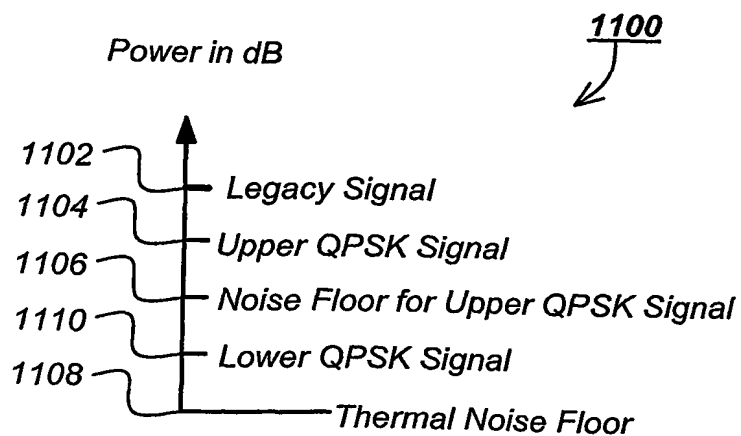 1100
Power in dB
1102 Legacy Signal
1104 Upper QPSK Signal
1106 Noise Floor for Upper QPSK Signal
1110 Lower QPSK Signal
1108 Thermal Noise Floor